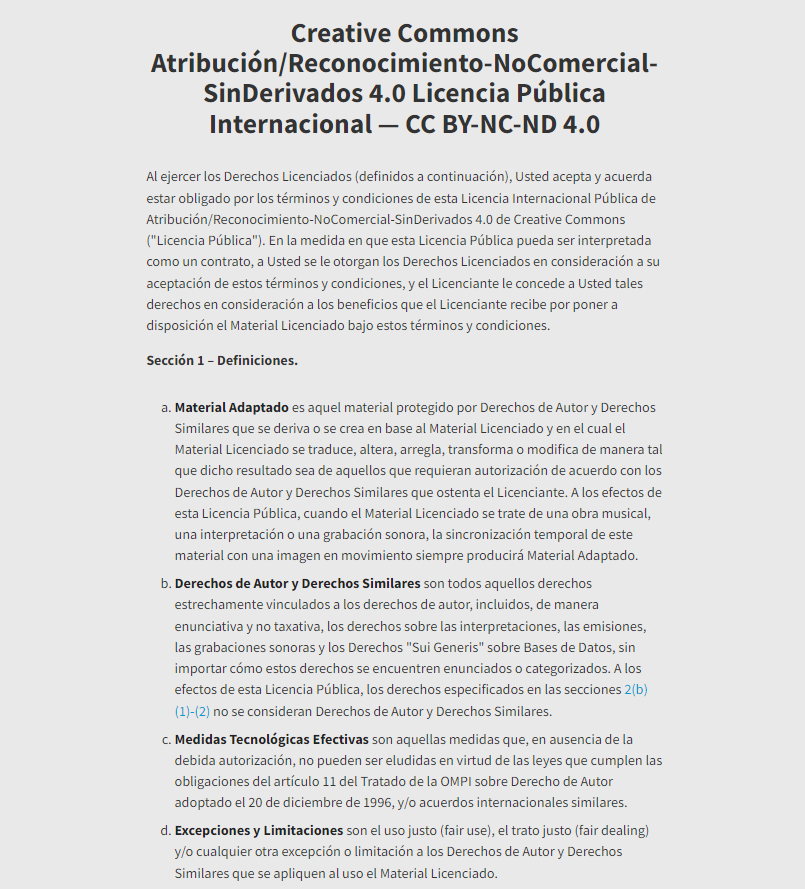 Creative Commons
Atribución/Reconocimiento-NoComercial-
SinDerivados 4.0 Licencia Pública
Internacional — CC BY-NC-ND 4.0
Al ejercer los Derechos Licenciados (definidos a continuación), Usted acepta y acuerda
estar obligado por los términos y condiciones de esta Licencia Internacional Pública de
Atribución/Reconocimiento-NoComercial-SinDerivados 4.0 de Creative Commons
("Licencia Pública"). En la medida en que esta Licencia Pública pueda ser interpretada
como un contrato, a Usted se le otorgan los Derechos Licenciados en consideración a su
aceptación de estos términos y condiciones, y el Licenciante le concede a Usted tales
derechos en consideración a los beneficios que el Licenciante recibe por poner a
disposición el Material Licenciado bajo estos términos y condiciones.
Sección 1 – Definiciones.
a. Material Adaptado es aquel material protegido por Derechos de Autor y Derechos
Similares que se deriva o se crea en base al Material Licenciado y en el cual el
Material Licenciado se traduce, altera, arregla, transforma o modifica de manera tal
que dicho resultado sea de aquellos que requieran autorización de acuerdo con los
Derechos de Autor y Derechos Similares que ostenta el Licenciante. A los efectos de
esta Licencia Pública, cuando el Material Licenciado se trate de una obra musical,
una interpretación o una grabación sonora, la sincronización temporal de este
material con una imagen en movimiento siempre producirá Material Adaptado.
b. Derechos de Autor y Derechos Similares son todos aquellos derechos
estrechamente vinculados a los derechos de autor, incluidos, de manera
enunciativa y no taxativa, los derechos sobre las interpretaciones, las emisiones,
las grabaciones sonoras y los Derechos "Sui Generis" sobre Bases de Datos, sin
importar cómo estos derechos se encuentren enunciados o categorizados. A los
efectos de esta Licencia Pública, los derechos especificados en las secciones 2(b)
(1)-(2) no se consideran Derechos de Autor y Derechos Similares.
c. Medidas Tecnológicas Efectivas son aquellas medidas que, en ausencia de la
debida autorización, no pueden ser eludidas en virtud de las leyes que cumplen las
obligaciones del artículo 11 del Tratado de la OMPI sobre Derecho de Autor
adoptado el 20 de diciembre de 1996, y/o acuerdos internacionales similares.
d. Excepciones y Limitaciones son el uso justo (fair use), el trato justo (fair dealing)
y/o cualquier otra excepción o limitación a los Derechos de Autor y Derechos
Similares que se apliquen al uso el Material Licenciado.